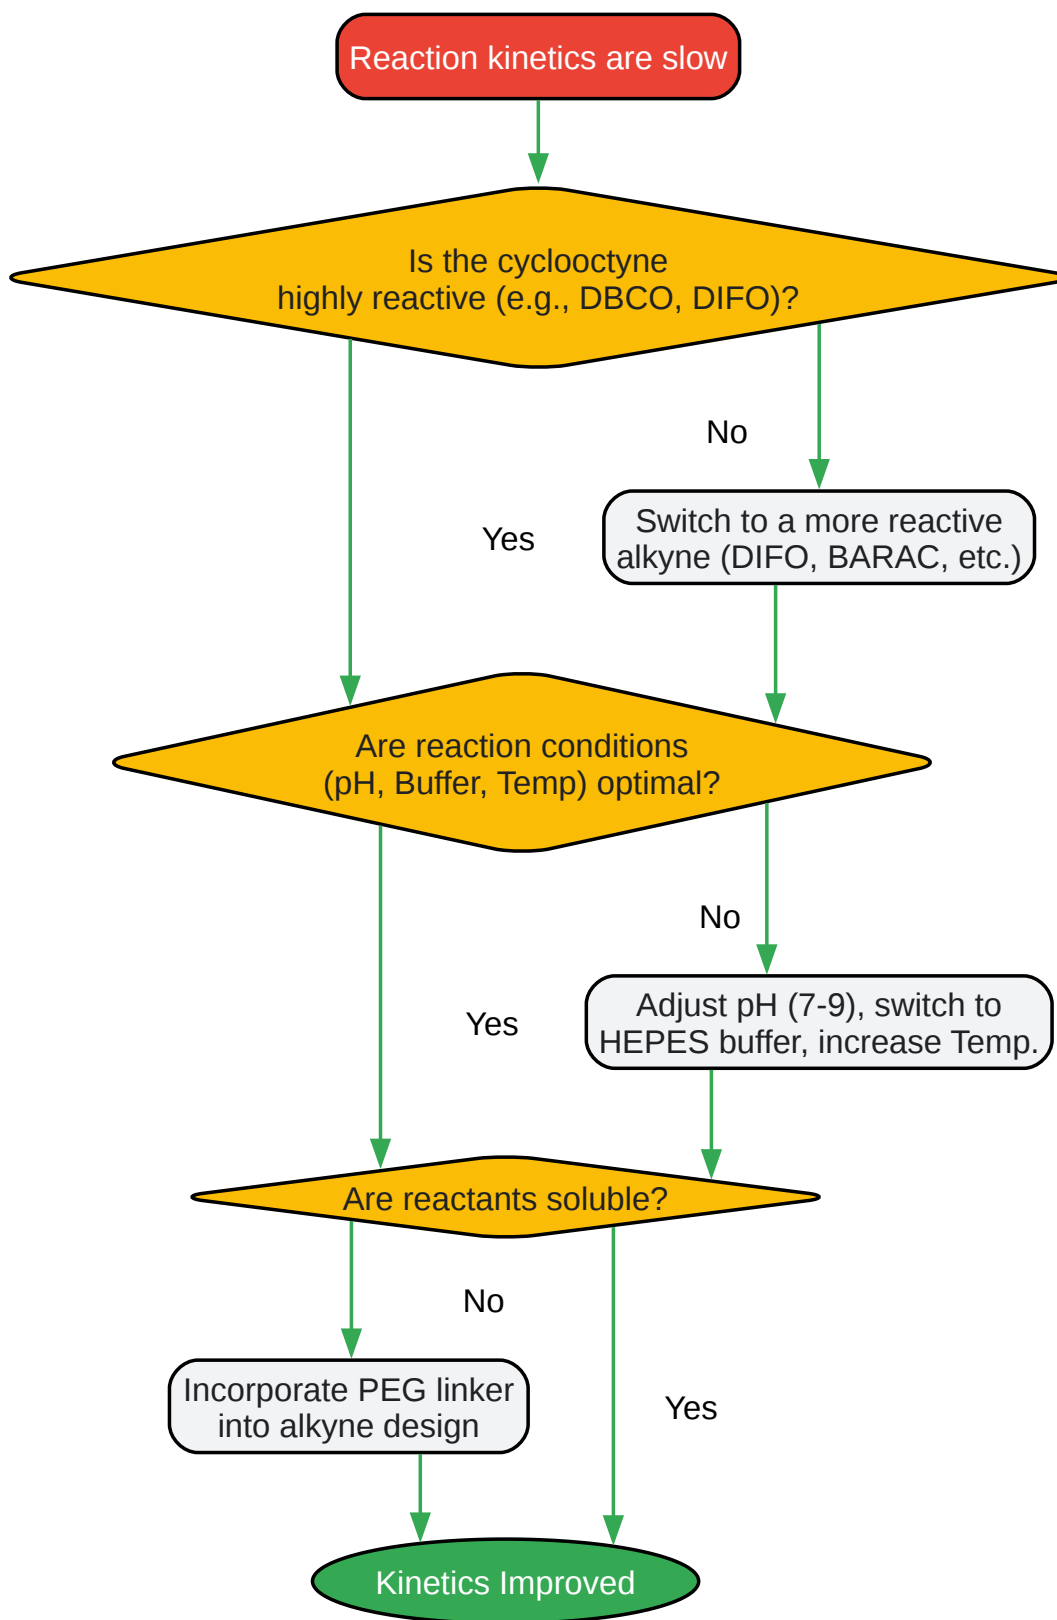 Reaction kinetics are slow
Is the cyclooctyne
highly reactive (e.g., DBCO, DIFO)?
No
Yes
Switch to a more reactive
alkyne (DIFO, BARAC, etc.)
Are reaction conditions
(pH, Buffer, Temp) optimal?
No
Yes
Adjust pH (7-9), switch to
HEPES buffer, increase Temp.
Are reactants soluble?
No
Incorporate PEG linker
into alkyne design
Yes
Kinetics Improved